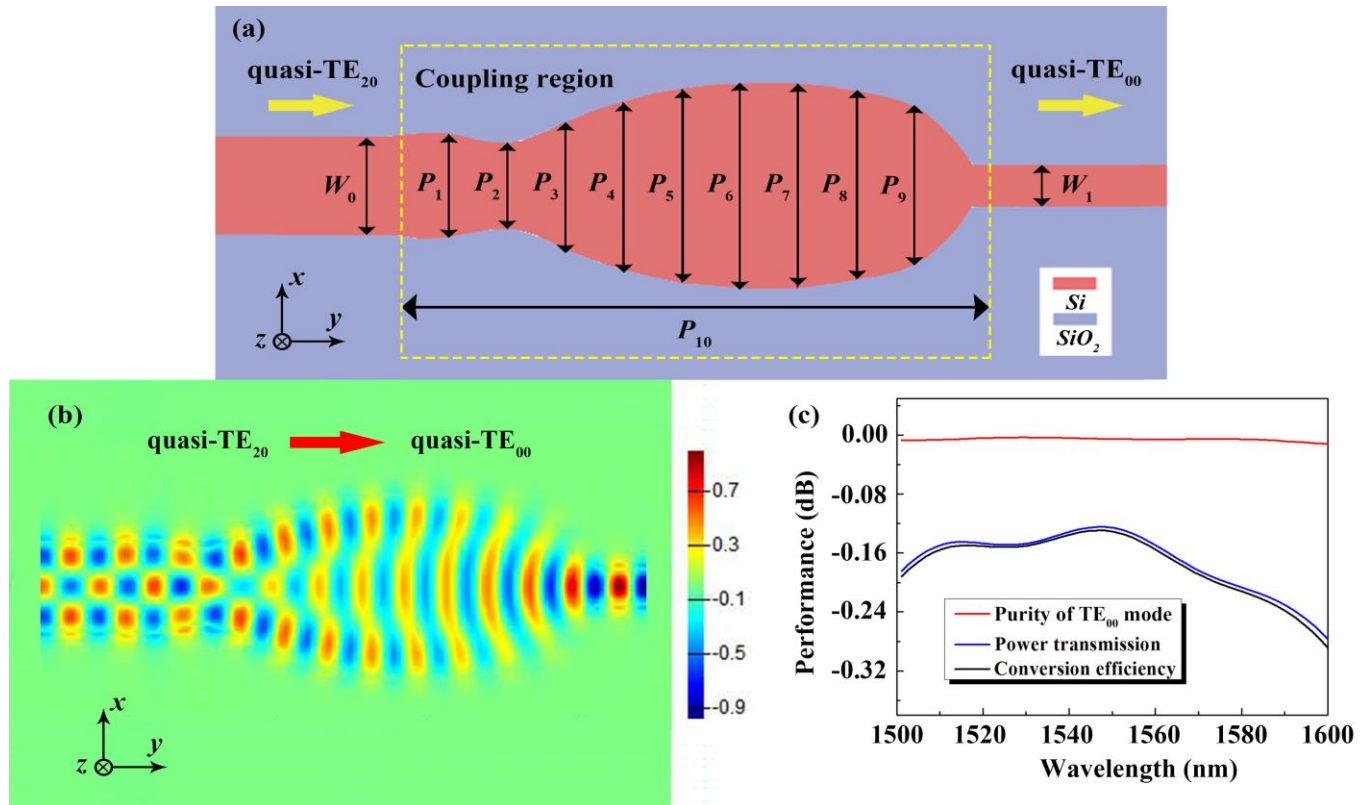 (a)
quasi-TE20
Coupling region
quasi-TE00
W0
P1
P2
P3
P4
P5
P6
P7
P8
P9
W1
P10
x
y
z
Si
SiO2
(b)
quasi-TE20
quasi-TE00
0.7
0.3
-0.1
-0.5
-0.9
x
y
z
(c)
Performance (dB)
0.00
-0.08
-0.16
-0.24
-0.32
Purity of TE00 mode
Power transmission
Conversion efficiency
1500 1520 1540 1560 1580 1600
Wavelength (nm)